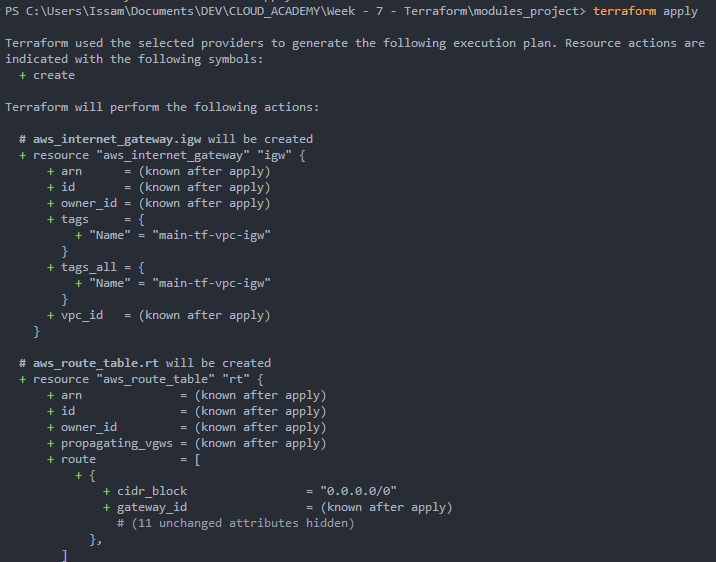 PS C:\Users\Issam\Documents\DEV\CLOUD_ACADEMY\Week - 7 - Terraform\modules_project> terraform apply

Terraform used the selected providers to generate the following execution plan. Resource actions are
indicated with the following symbols:
  + create

Terraform will perform the following actions:

  # aws_internet_gateway.igw will be created
  + resource "aws_internet_gateway" "igw" {
      + arn      = (known after apply)
      + id       = (known after apply)
      + owner_id = (known after apply)
      + tags     = {
          + "Name" = "main-tf-vpc-igw"
        }
      + tags_all = {
          + "Name" = "main-tf-vpc-igw"
        }
      + vpc_id   = (known after apply)
    }

  # aws_route_table.rt will be created
  + resource "aws_route_table" "rt" {
      + arn              = (known after apply)
      + id               = (known after apply)
      + owner_id         = (known after apply)
      + propagating_vgws = (known after apply)
      + route            = [
          + {
              + cidr_block                 = "0.0.0.0/0"
              + gateway_id                 = (known after apply)
                # (11 unchanged attributes hidden)
            },
        ]